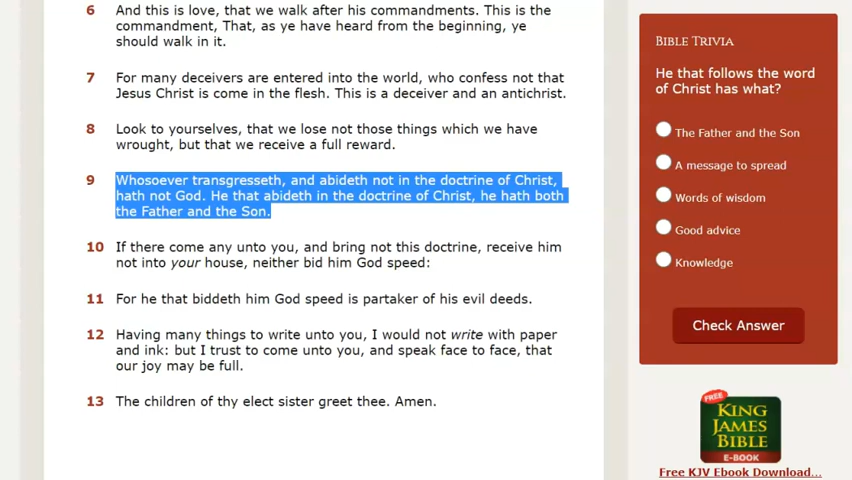 6 And this is love, that we walk after his commandments. This is the
commandment, That, as ye have heard from the beginning, ye
should walk in it.
7 For many deceivers are entered into the world, who confess not that
Jesus Christ is come in the flesh. This is a deceiver and an antichrist.
8 Look to yourselves, that we lose not those things which we have
wrought, but that we receive a full reward.
9 Whosoever transgresseth, and abideth not in the doctrine of Christ,
hath not God. He that abideth in the doctrine of Christ, he hath both
the Father and the Son.
10 If there come any unto you, and bring not this doctrine, receive him
not into your house, neither bid him God speed:
11 For he that biddeth him God speed is partaker of his evil deeds.
12 Having many things to write unto you, I would not write with paper
and ink: but I trust to come unto you, and speak face to face, that
our joy may be full.
13 The children of thy elect sister greet thee. Amen.
Bible Trivia
He that follows the word
of Christ has what?
The Father and the Son
A message to spread
Words of wisdom
Good advice
Knowledge
Check Answer
FREE
KING
JAMES
BIBLE
E-BOOK
Free KJV Ebook Download...